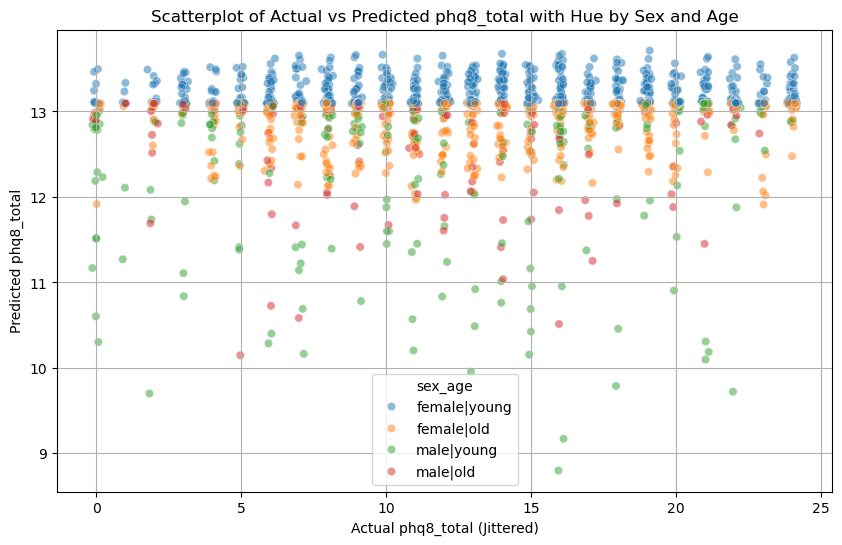 Scatterplot of Actual vs Predicted phq8_total with Hue by Sex and Age
Predicted phq8_total
13
12
11
10
9
sex_age
female|young
female|old
male|young
male|old
0
5
10
15
20
25
Actual phq8_total (Jittered)